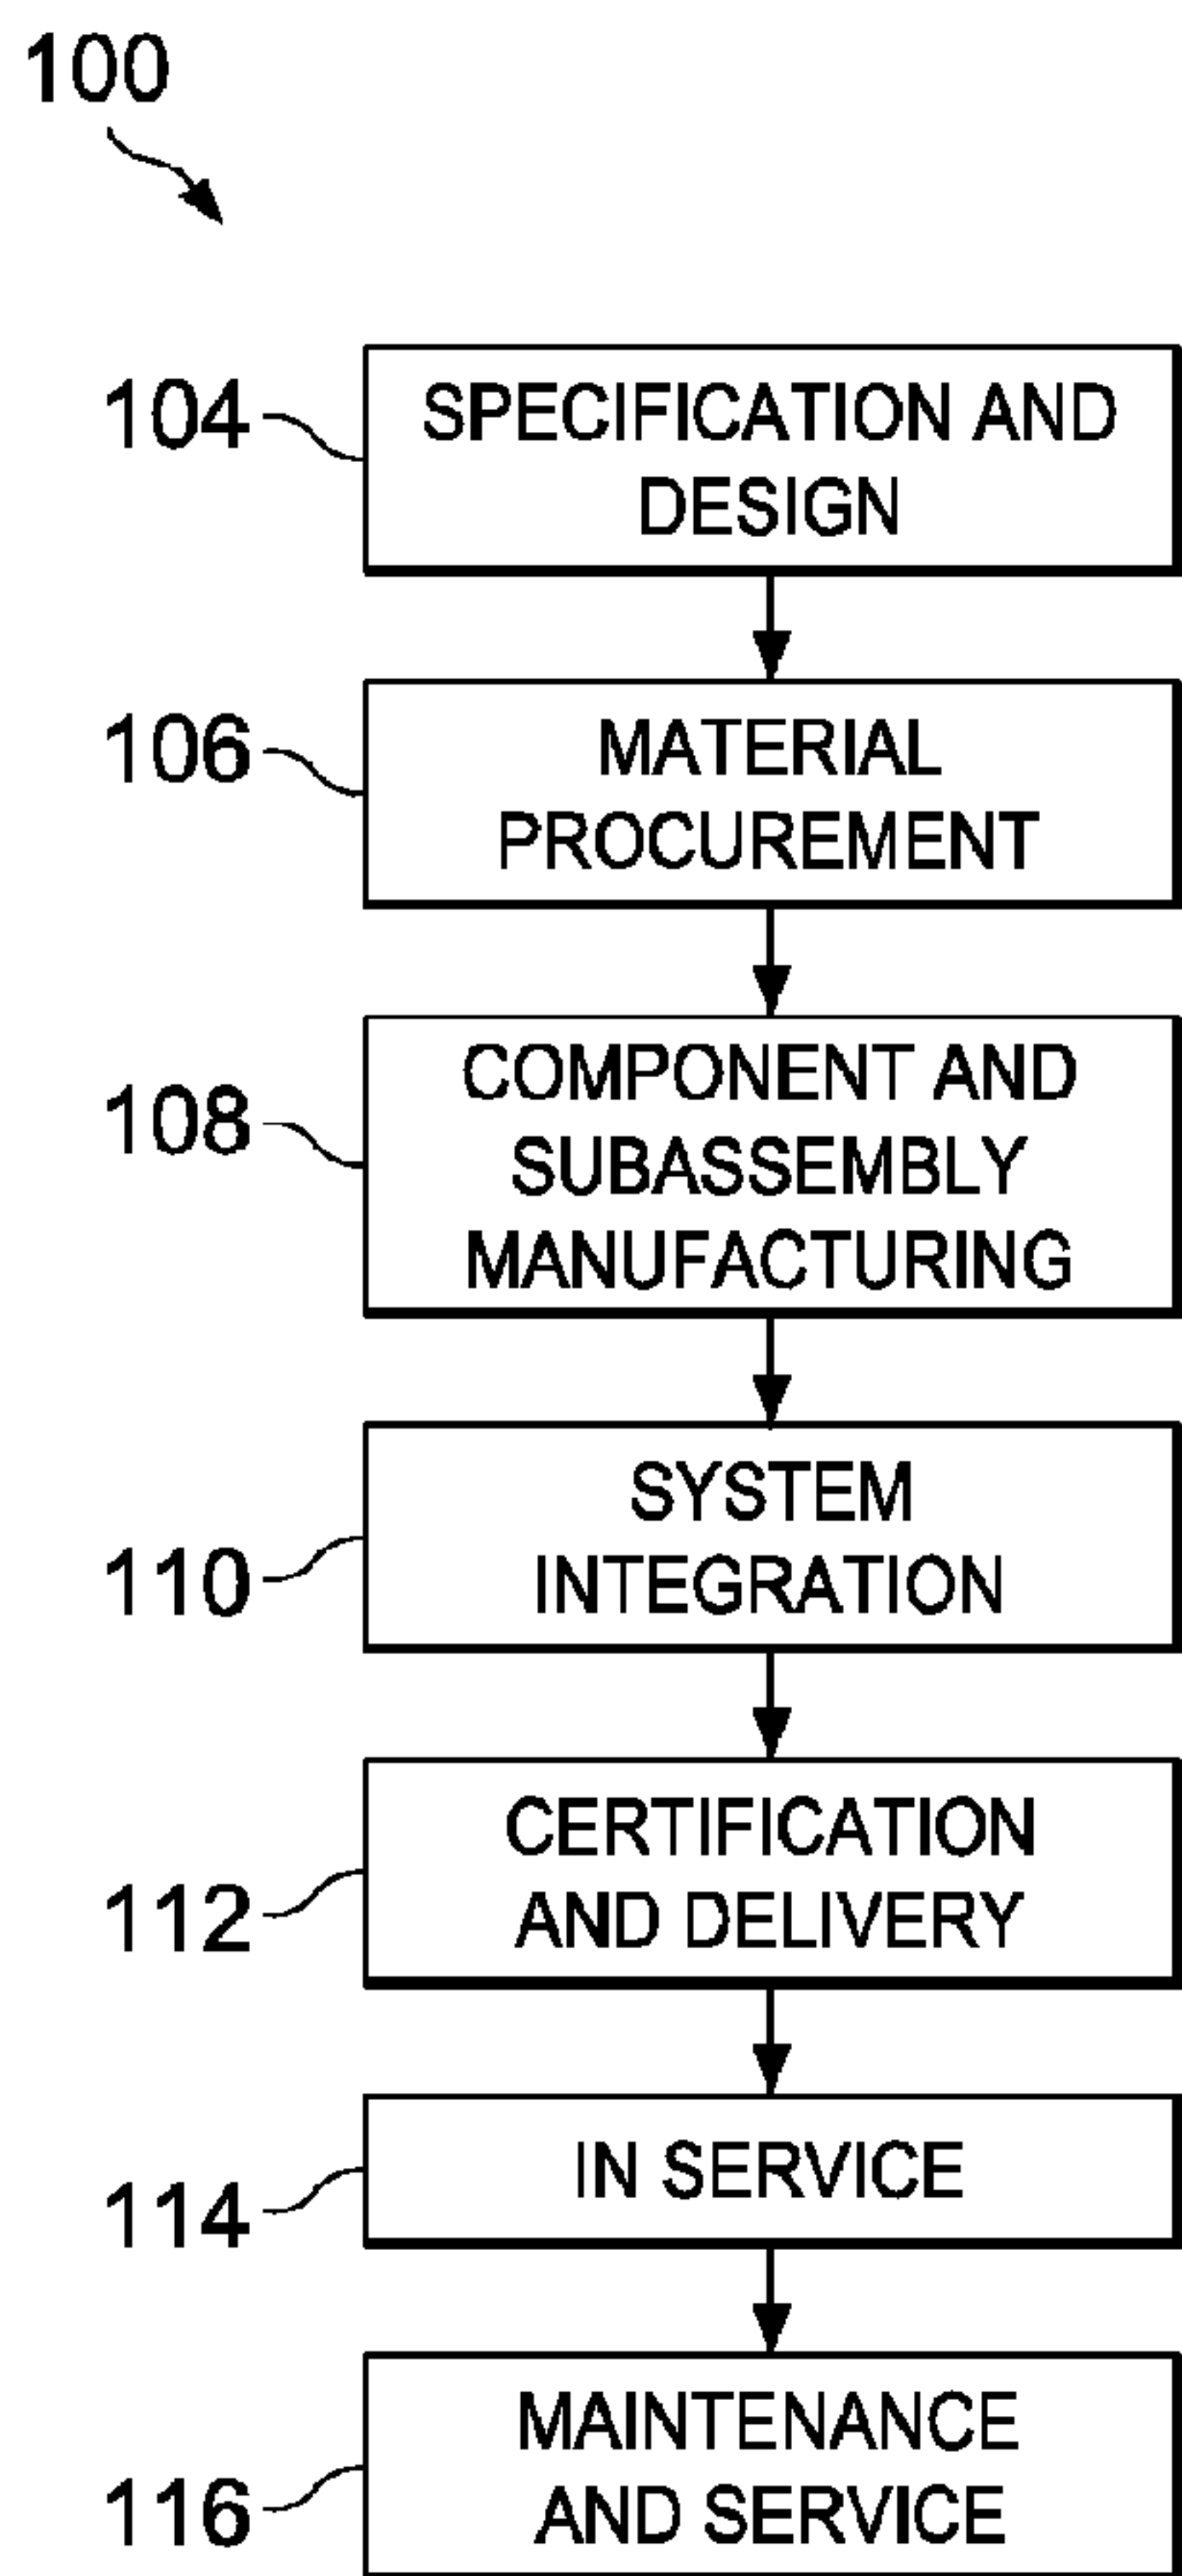 100
104
SPECIFICATION AND
DESIGN
106
MATERIAL
PROCUREMENT
108
COMPONENT AND
SUBASSEMBLY
MANUFACTURING
110
SYSTEM
INTEGRATION
112
CERTIFICATION
AND DELIVERY
114
IN SERVICE
116
MAINTENANCE
AND SERVICE